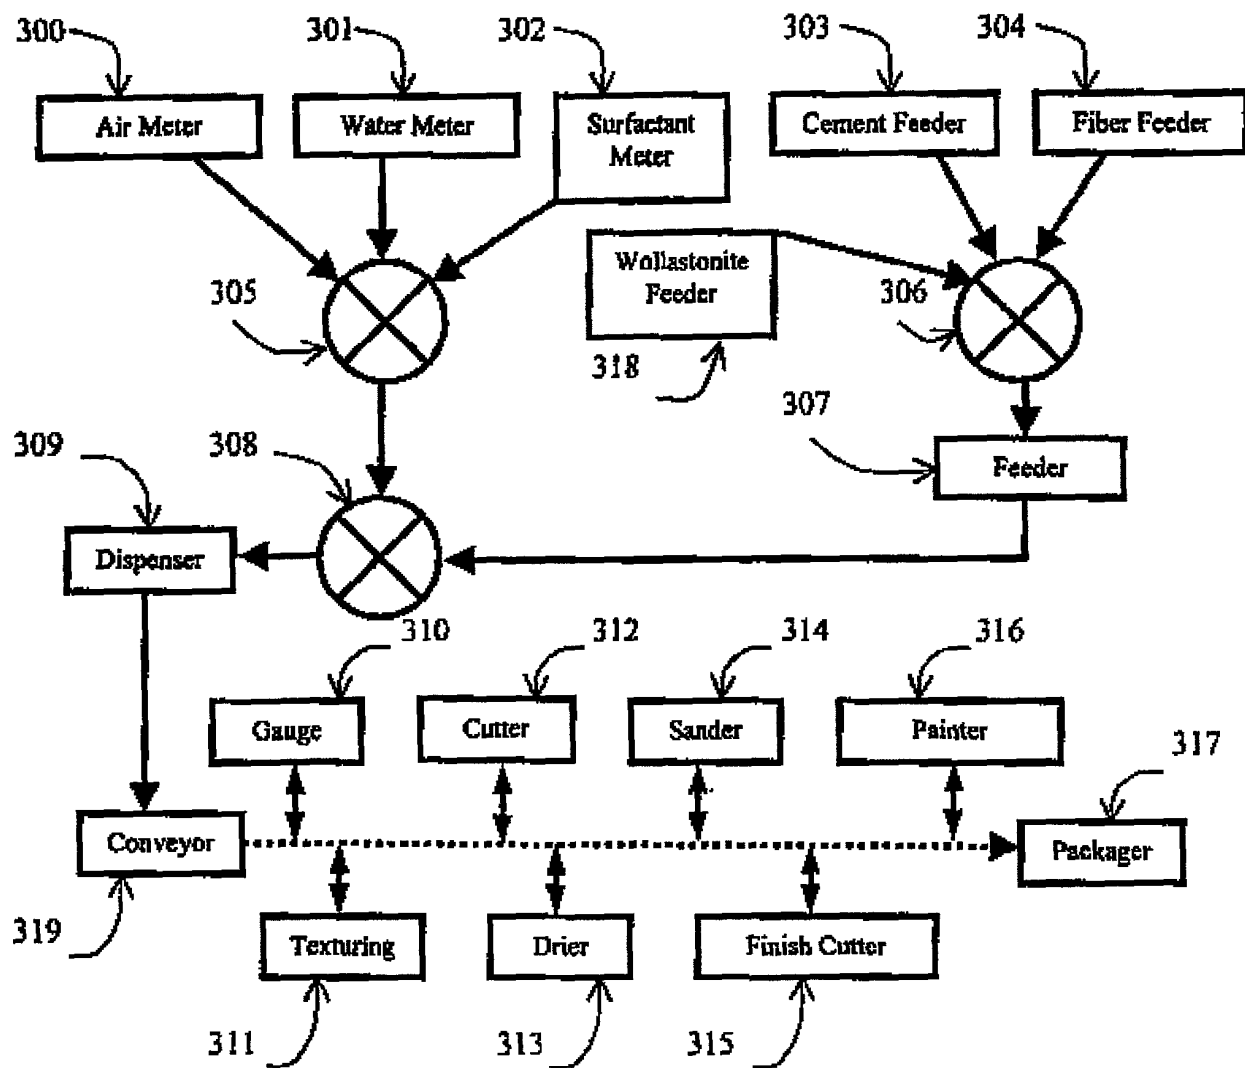 300
301
302
303
304
Air Meter
Water Meter
Surfactant
Meter
Cement Feeder
Fiber Feeder
305
Wollastonite
Feeder
306
318
307
309
308
Feeder
Dispenser
310
312
314
316
Gauge
Cutter
Sander
Painter
317
Conveyor
Packager
319
Texturing
Drier
Finish Cutter
311
313
315